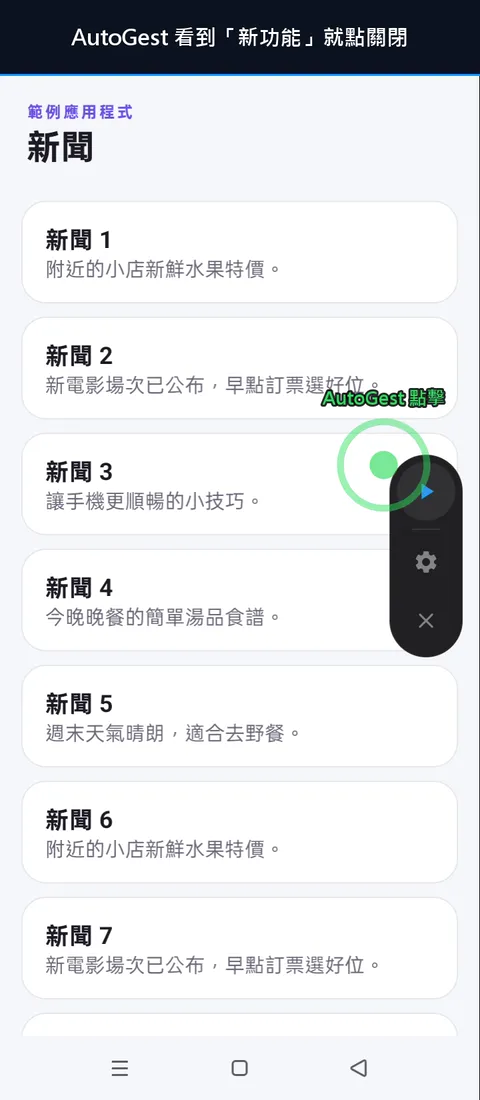 AutoGest 看到「新功能」就點關閉
範例應用程式
新聞
新聞 1
附近的小店新鮮水果特價。
新聞 2
新電影場次已公布，早點訂票選好位。
AutoGest 點擊
新聞 3
讓手機更順暢的小技巧。
新聞 4
今晚晚餐的簡單湯品食譜。
新聞 5
週末天氣晴朗，適合去野餐。
新聞 6
附近的小店新鮮水果特價。
新聞 7
新電影場次已公布，早點訂票選好位。